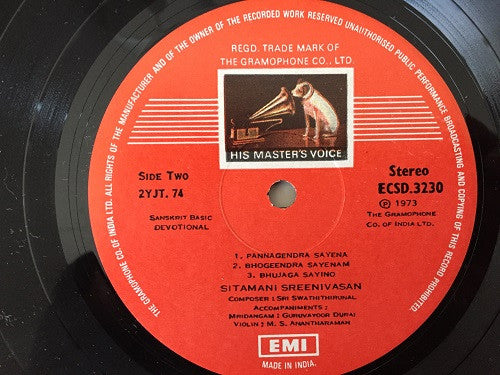 THE GRAMOPHONE CO. OF INDIA LTD. ALL RIGHTS OF THE MANUFACTURER AND OF THE OWNER OF THE RECORDED WORK RESERVED UNAUTHORISED PUBLIC PERFORMANCE BROADCASTING AND COPYING OF THIS RECORD PROHIBITED.
REGD. TRADE MARK OF
THE GRAMOPHONE CO., LTD.
HIS MASTER'S VOICE
SIDE TWO
2YJT. 74
SANSKRIT BASIC
DEVOTIONAL
Stereo
ECSD.3230
℗ 1973
THE GRAMOPHONE
CO. OF INDIA LTD.
1. PANNAGENDRA SAYENA
2. BHOGEENDRA SAYENAM
3. BHUJAGA SAYINO
SITAMANI SREENIVASAN
COMPOSER : SRI SWATHITHIRUNAL
ACCOMPANIMENTS ;
MRIDANGAM : GURUVAYOOR DURAI
VIOLIN : M. S. ANANTHARAMAN
EMI
MADE IN INDIA.